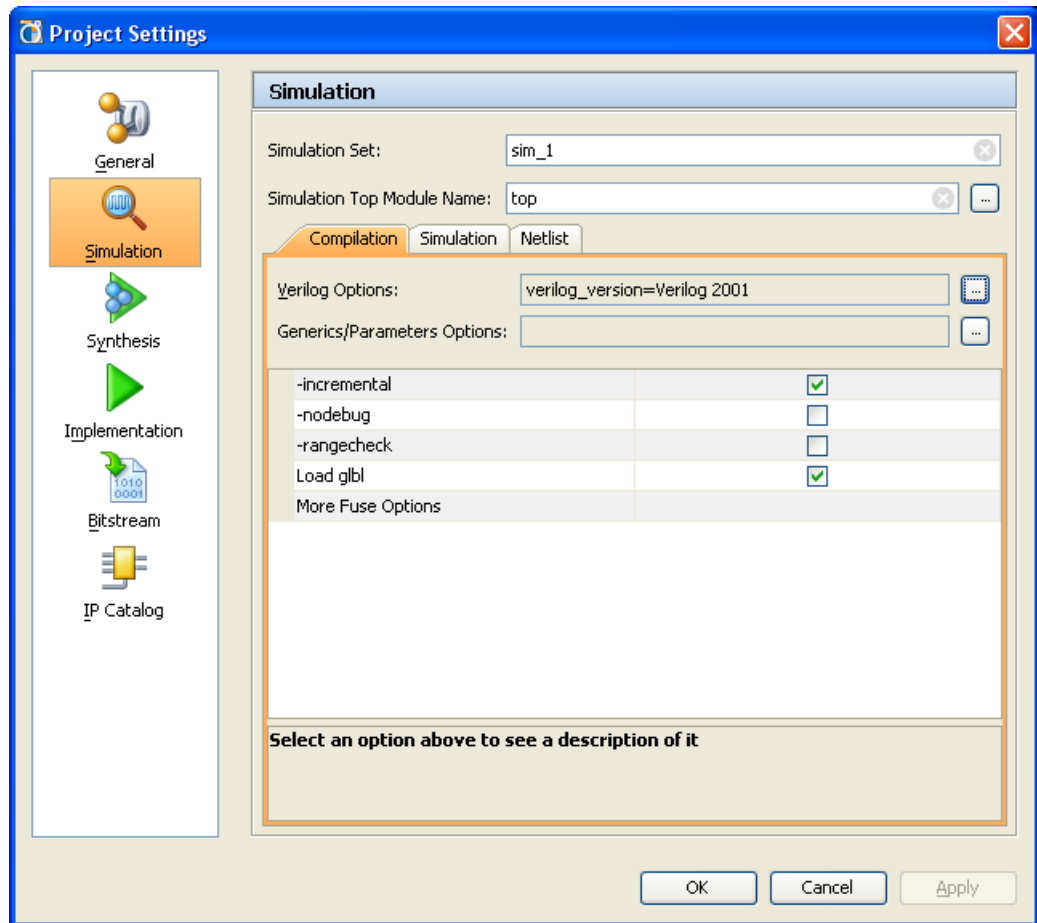 Project Settings
General
Simulation
Synthesis
Implementation
1010
0001
Bitstream
IP Catalog
Simulation
Simulation Set: sim_1
Simulation Top Module Name: top ...
Compilation Simulation Netlist
Verilog Options: verilog_version=Verilog 2001 ...
Generics/Parameters Options: ...
-incremental
-nodebug
-rangecheck
Load glbl
More Fuse Options
Select an option above to see a description of it
OK Cancel Apply